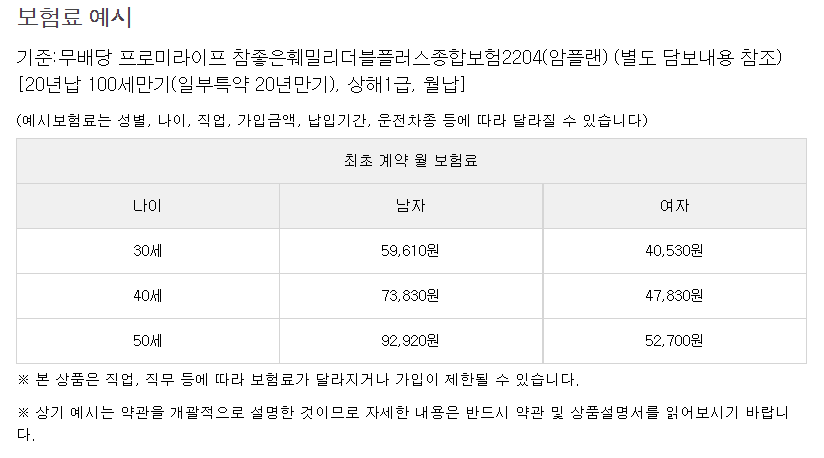 보험료 예시
기준:무배당 프로미라이프 참좋은훼밀리더블플러스종합보험2204(암플랜) (별도 담보내용 참조)
[20년납 100세만기(일부특약 20년만기), 상해1급, 월납]
(예시보험료는 성별, 나이, 직업, 가입금액, 납입기간, 운전차종 등에 따라 달라질 수 있습니다)
최초 계약 월 보험료
나이 남자 여자
30세 59,610원 40,530원
40세 73,830원 47,830원
50세 92,920원 52,700원
※ 본 상품은 직업, 직무 등에 따라 보험료가 달라지거나 가입이 제한될 수 있습니다.
※ 상기 예시는 약관을 개괄적으로 설명한 것이므로 자세한 내용은 반드시 약관 및 상품설명서를 읽어보시기 바랍니
다.